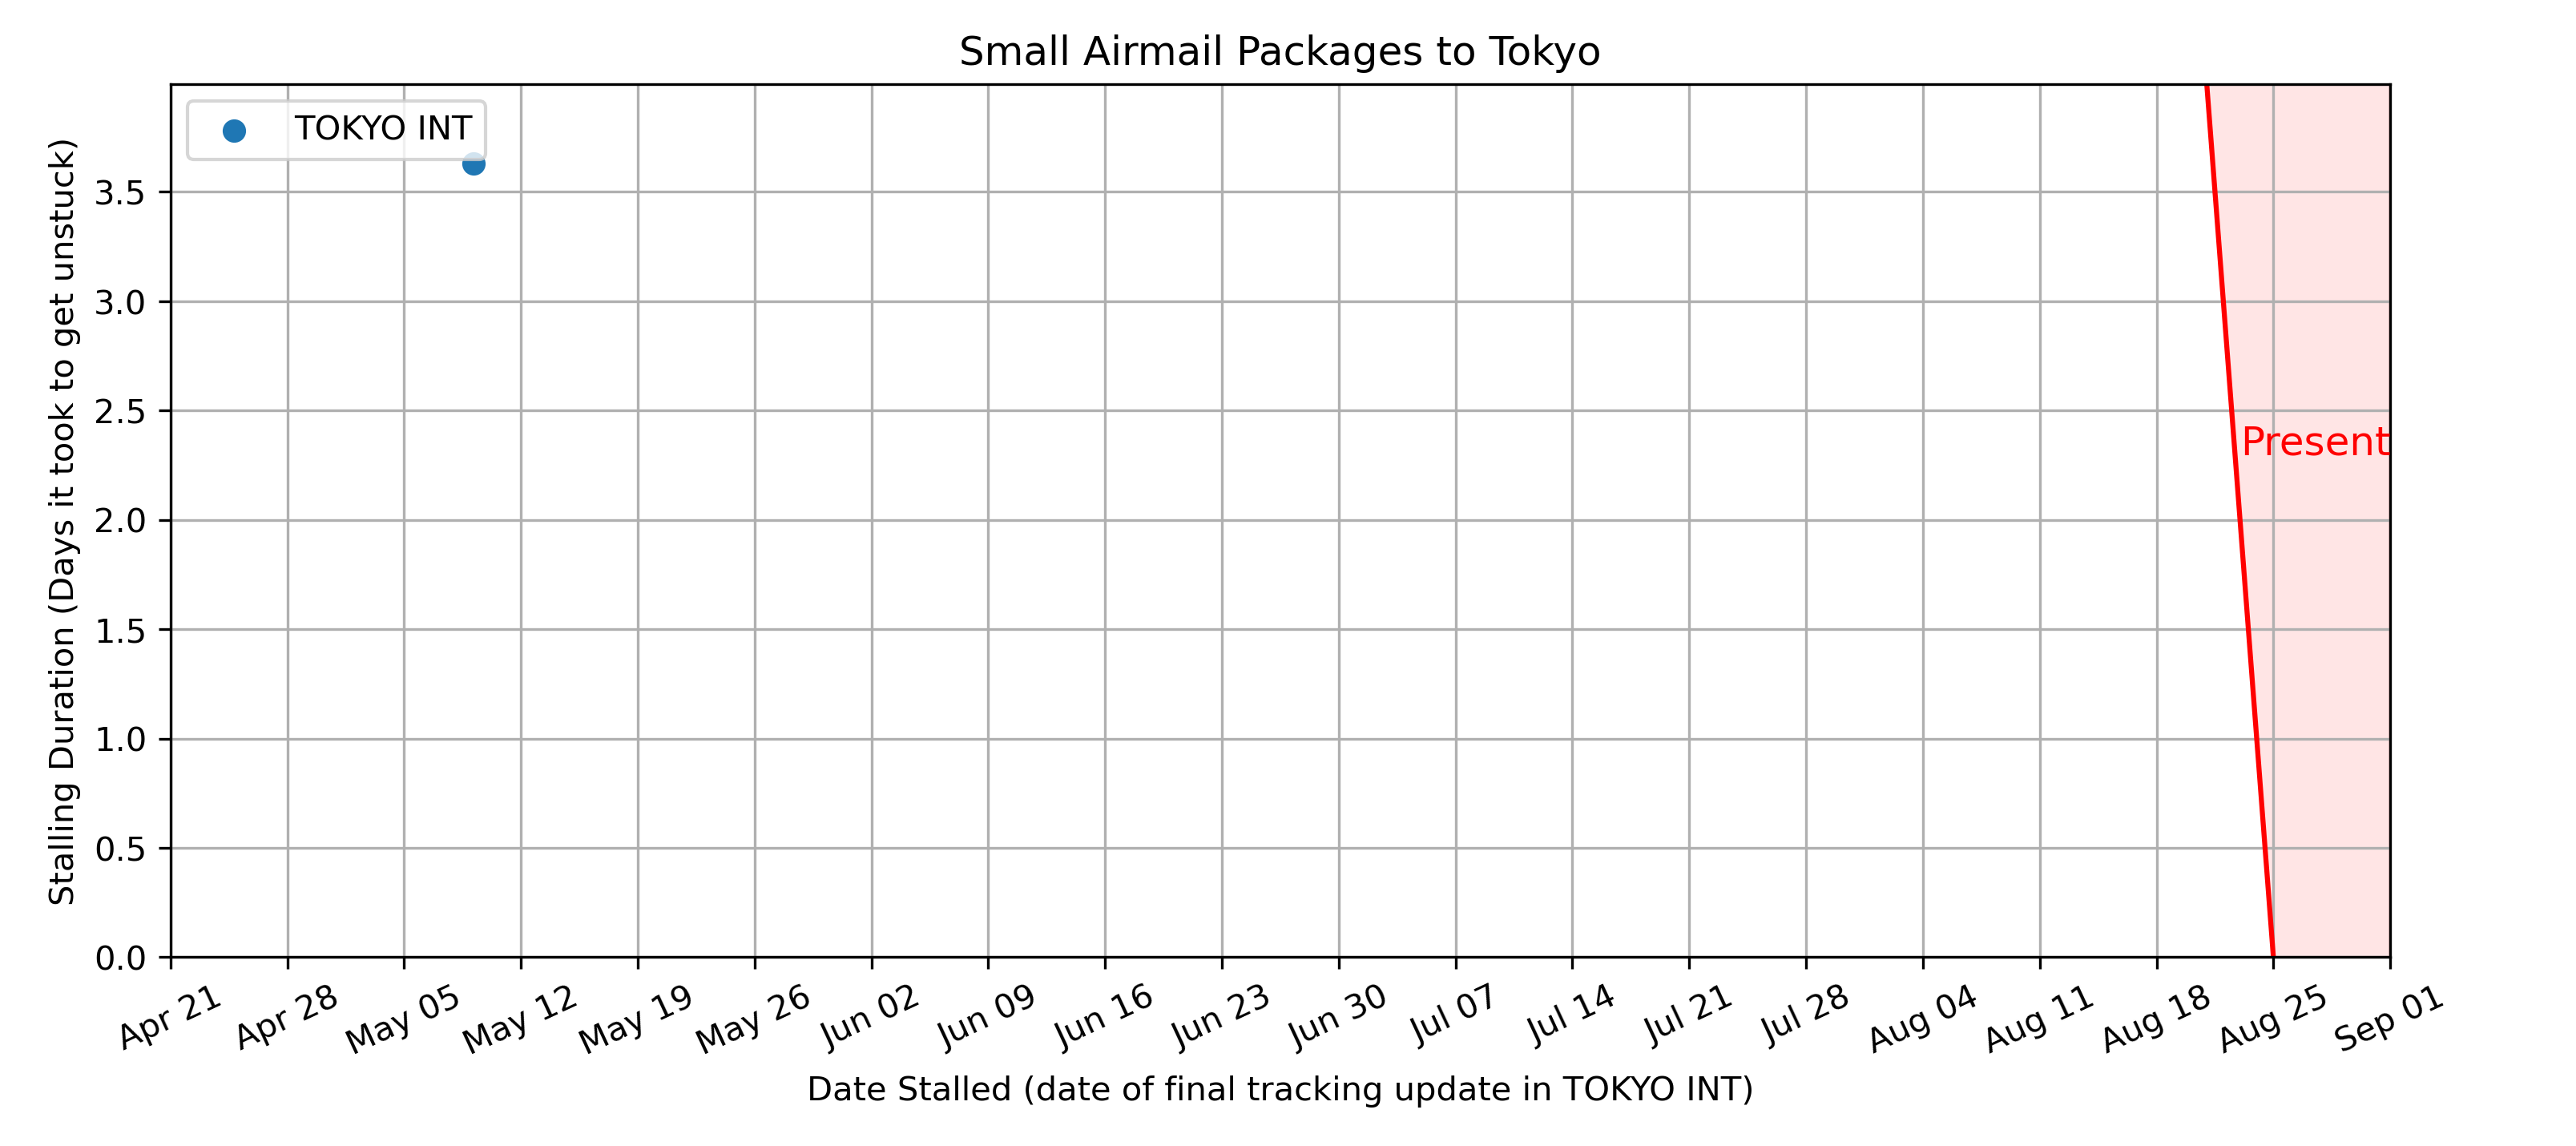 Small Airmail Packages to Tokyo
TOKYO INT
Stalling Duration (Days it took to get unstuck)
3.5
3.0
2.5
2.0
1.5
1.0
0.5
0.0
Present
Apr 21
Apr 28
May 05
May 12
May 19
May 26
Jun 02
Jun 09
Jun 16
Jun 23
Jun 30
Jul 07
Jul 14
Jul 21
Jul 28
Aug 04
Aug 11
Aug 18
Aug 25
Sep 01
Date Stalled (date of final tracking update in TOKYO INT)